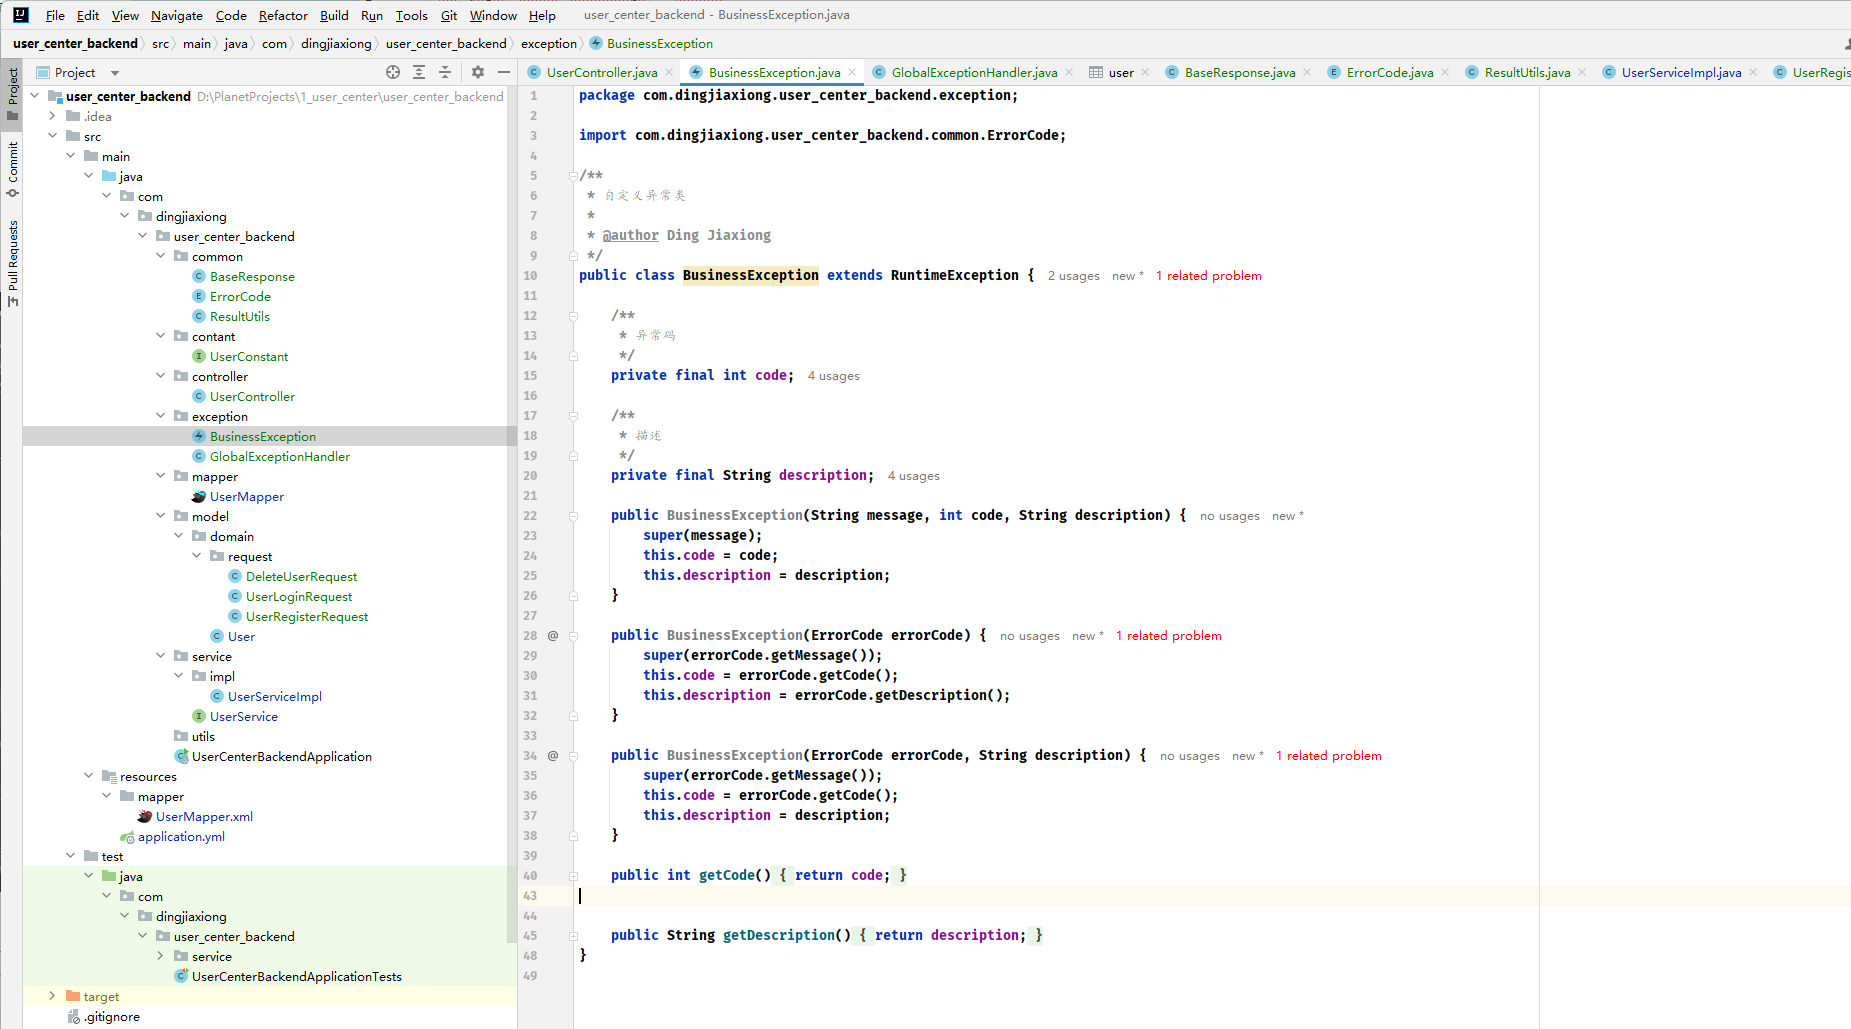 File Edit View Navigate Code Refactor Build Run Tools Git Window Help user_center_backend - BusinessException.java
user_center_backend src main java com dingjiaxiong user_center_backend exception BusinessException
Project
Commit
Pull Requests
Project
user_center_backend D:\PlanetProjects\1_user_center\user_center_backend
.idea
src
main
java
com
dingjiaxiong
user_center_backend
common
BaseResponse
ErrorCode
ResultUtils
contant
UserConstant
controller
UserController
exception
BusinessException
GlobalExceptionHandler
mapper
UserMapper
model
domain
request
DeleteUserRequest
UserLoginRequest
UserRegisterRequest
User
service
impl
UserServiceImpl
UserService
utils
UserCenterBackendApplication
resources
mapper
UserMapper.xml
application.yml
test
java
com
dingjiaxiong
user_center_backend
service
UserCenterBackendApplicationTests
target
.gitignore
UserController.java BusinessException.java GlobalExceptionHandler.java user BaseResponse.java ErrorCode.java ResultUtils.java UserServiceImpl.java UserRegis
1 package com.dingjiaxiong.user_center_backend.exception;
2
3 import com.dingjiaxiong.user_center_backend.common.ErrorCode;
4
5 /**
6 * 自定义异常类
7 *
8 * @author Ding Jiaxiong
9 */
10 public class BusinessException extends RuntimeException { 2 usages new * 1 related problem
11
12 /**
13 * 异常码
14 */
15 private final int code; 4 usages
16
17 /**
18 * 描述
19 */
20 private final String description; 4 usages
21
22 public BusinessException(String message, int code, String description) { no usages new *
23 super(message);
24 this.code = code;
25 this.description = description;
26 }
27
28 @ public BusinessException(ErrorCode errorCode) { no usages new * 1 related problem
29 super(errorCode.getMessage());
30 this.code = errorCode.getCode();
31 this.description = errorCode.getDescription();
32 }
33
34 @ public BusinessException(ErrorCode errorCode, String description) { no usages new * 1 related problem
35 super(errorCode.getMessage());
36 this.code = errorCode.getCode();
37 this.description = description;
38 }
39
40 public int getCode() { return code; }
43
44
45 public String getDescription() { return description; }
48 }
49